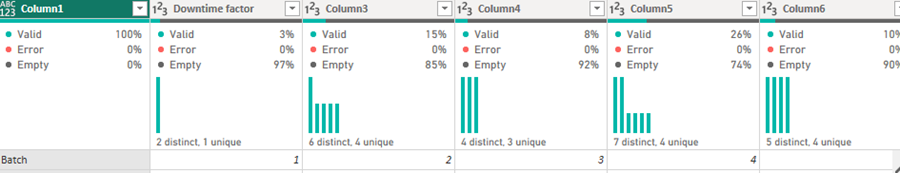 ABC 123 Column1 1²3 Downtime factor 1²3 Column3 1²3 Column4 1²3 Column5 1²3 Column6
Valid 100% Valid 3% Valid 15% Valid 8% Valid 26% Valid 10%
Error 0% Error 0% Error 0% Error 0% Error 0% Error
Empty 0% Empty 97% Empty 85% Empty 92% Empty 74% Empty 90%
2 distinct, 1 unique 6 distinct, 4 unique 4 distinct, 3 unique 7 distinct, 4 unique 5 distinct, 4 unique
Batch 1 2 3 4